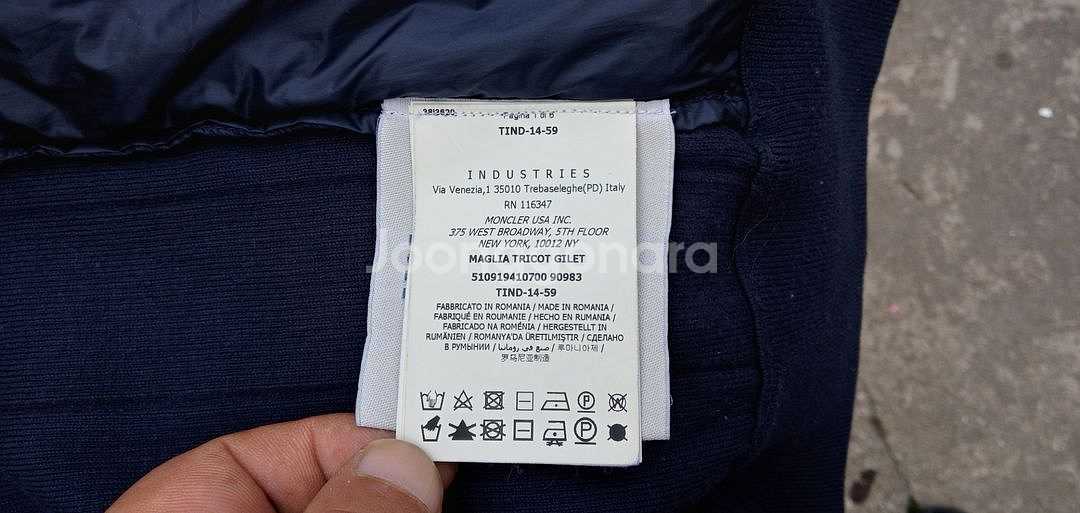 3813630
Pagina 1 di 6
TIND-14-59
INDUSTRIES
Via Venezia,1 35010 Trebaseleghe(PD) Italy
RN 116347
MONCLER USA INC.
375 WEST BROADWAY, 5TH FLOOR
NEW YORK, 10012 NY
MAGLIA TRICOT GILET
510919410700 90983
TIND-14-59
FABBRICATO IN ROMANIA / MADE IN ROMANIA /
FABRIQUÉ EN ROUMANIE / HECHO EN RUMANIA /
FABRICADO NA ROMÉNIA / HERGESTELLT IN
RUMÄNIEN / ROMANYA'DA ÜRETILMIŞTIR / СДЕЛАНО
В РУМЫНИИ / صنع في رومانيا / 루마니아제 /
罗马尼亚制造
Joonggonara